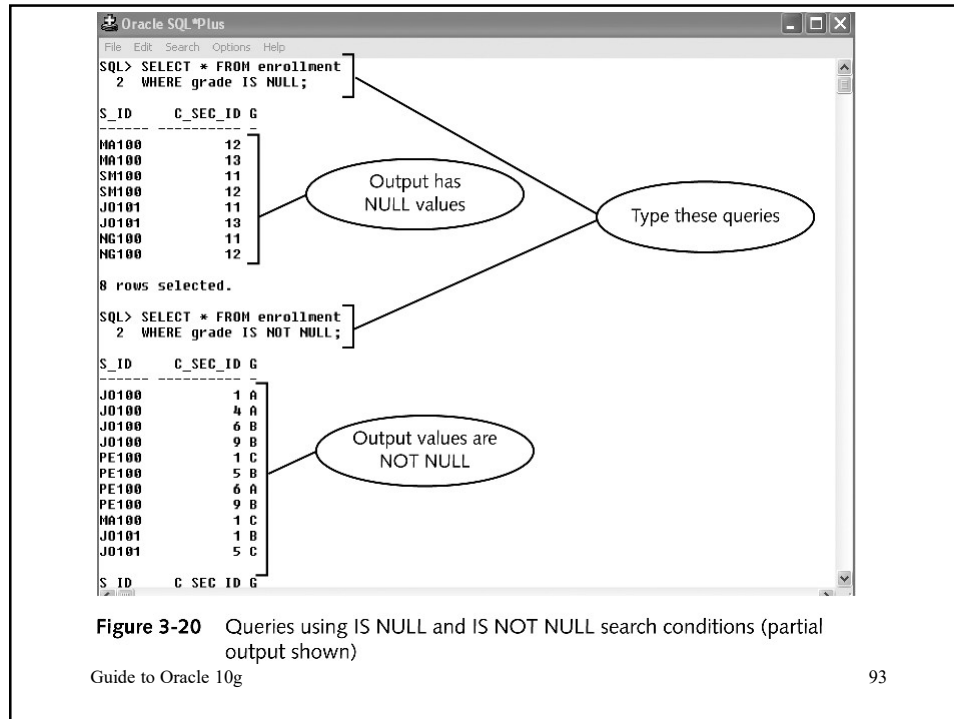 Oracle SQL*Plus
File Edit Search Options Help
SQL> SELECT * FROM enrollment
2 WHERE grade IS NULL;
S_ID C_SEC_ID G
------ ---------- -
MA100 12
MA100 13
SM100 11
SM100 12
JO101 11
JO101 13
NG100 11
NG100 12
Output has
NULL values
Type these queries
8 rows selected.
SQL> SELECT * FROM enrollment
2 WHERE grade IS NOT NULL;
S_ID C_SEC_ID G
------ ---------- -
JO100 1 A
JO100 4 A
JO100 6 B
JO100 9 B
PE100 1 C
PE100 5 B
PE100 6 A
PE100 9 B
MA100 1 C
JO101 1 B
JO101 5 C
Output values are
NOT NULL
S_ID C_SEC_ID G
Figure 3-20 Queries using IS NULL and IS NOT NULL search conditions (partial
output shown)
Guide to Oracle 10g 93